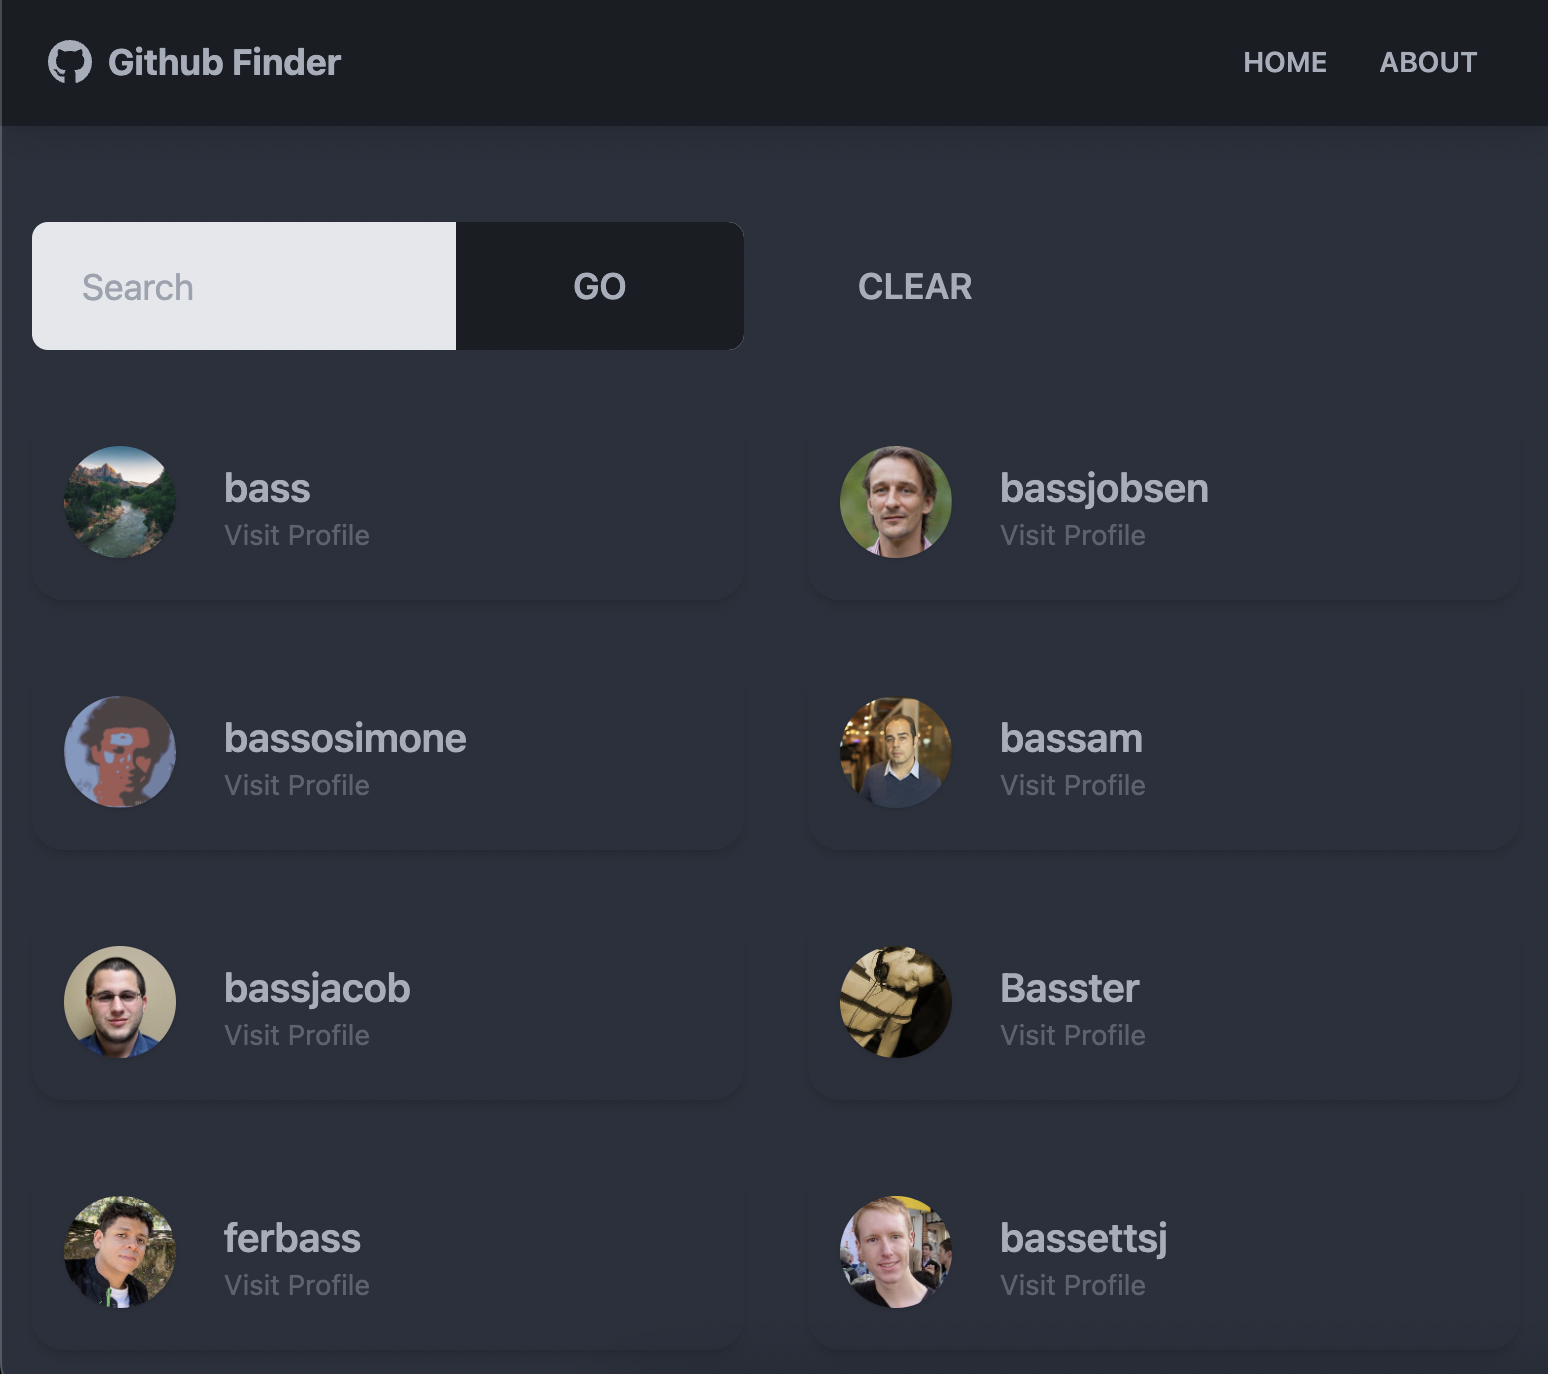 Github Finder
HOME
ABOUT
Search
GO
CLEAR
bass
Visit Profile
bassjobsen
Visit Profile
bassosimone
Visit Profile
bassam
Visit Profile
bassjacob
Visit Profile
Basster
Visit Profile
ferbass
Visit Profile
bassettsj
Visit Profile